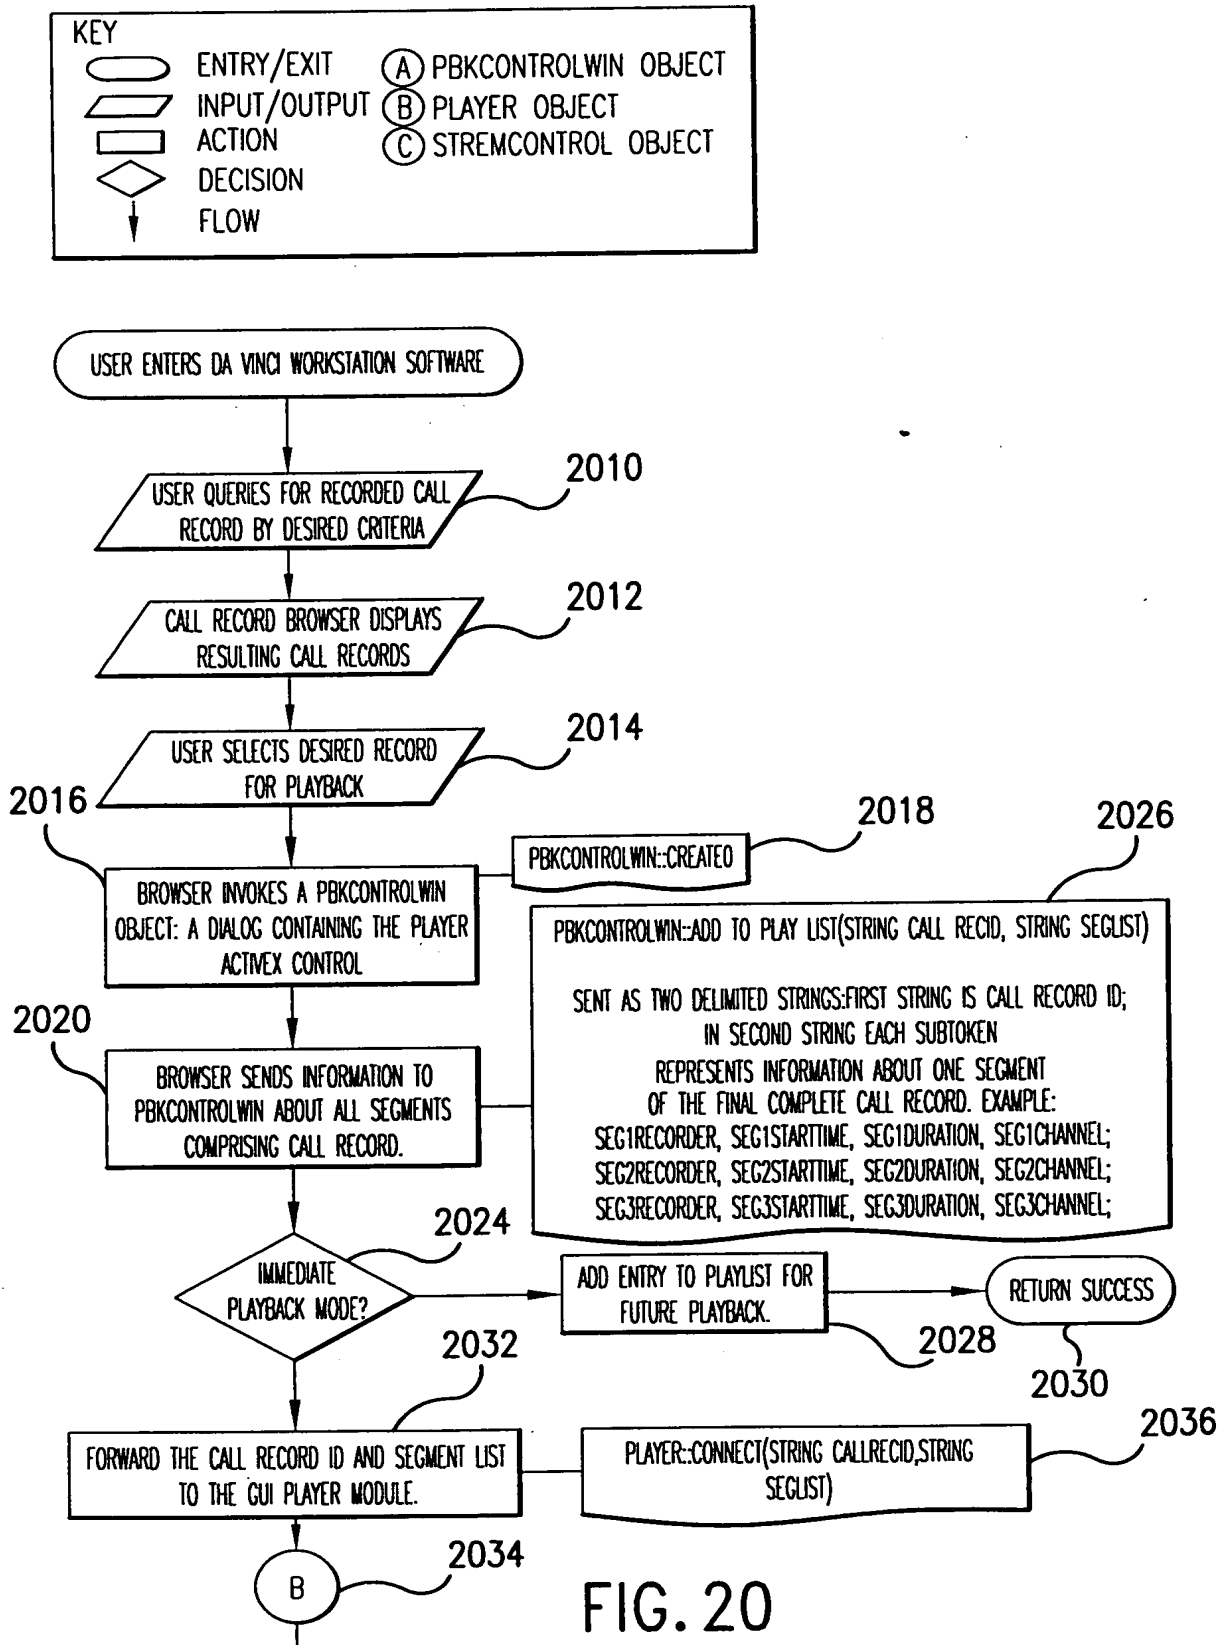 KEY
ENTRY/EXIT
INPUT/OUTPUT
ACTION
DECISION
FLOW
A PBKCONTROLWIN OBJECT
B PLAYER OBJECT
C STREMCONTROL OBJECT
USER ENTERS DA VINCI WORKSTATION SOFTWARE
2010
USER QUERIES FOR RECORDED CALL
RECORD BY DESIRED CRITERIA
2012
CALL RECORD BROWSER DISPLAYS
RESULTING CALL RECORDS
2014
USER SELECTS DESIRED RECORD
FOR PLAYBACK
2016
BROWSER INVOKES A PBKCONTROLWIN
OBJECT: A DIALOG CONTAINING THE PLAYER
ACTIVEX CONTROL
2018
PBKCONTROLWIN::CREATED
2026
PBKCONTROLWIN::ADD TO PLAY LIST(STRING CALL RECID, STRING SEGLIST)
SENT AS TWO DELIMITED STRINGS:FIRST STRING IS CALL RECORD ID;
IN SECOND STRING EACH SUBTOKEN
REPRESENTS INFORMATION ABOUT ONE SEGMENT
OF THE FINAL COMPLETE CALL RECORD. EXAMPLE:
SEG1RECORDER, SEG1STARTTIME, SEG1DURATION, SEG1CHANNEL;
SEG2RECORDER, SEG2STARTTIME, SEG2DURATION, SEG2CHANNEL;
SEG3RECORDER, SEG3STARTTIME, SEG3DURATION, SEG3CHANNEL;
2020
BROWSER SENDS INFORMATION TO
PBKCONTROLWIN ABOUT ALL SEGMENTS
COMPRISING CALL RECORD.
2024
IMMEDIATE
PLAYBACK MODE?
ADD ENTRY TO PLAYLIST FOR
FUTURE PLAYBACK.
2028
RETURN SUCCESS
2030
2032
FORWARD THE CALL RECORD ID AND SEGMENT LIST
TO THE GUI PLAYER MODULE.
2036
PLAYER::CONNECT(STRING CALLRECID,STRING
SEGLIST)
2034
B
FIG. 20